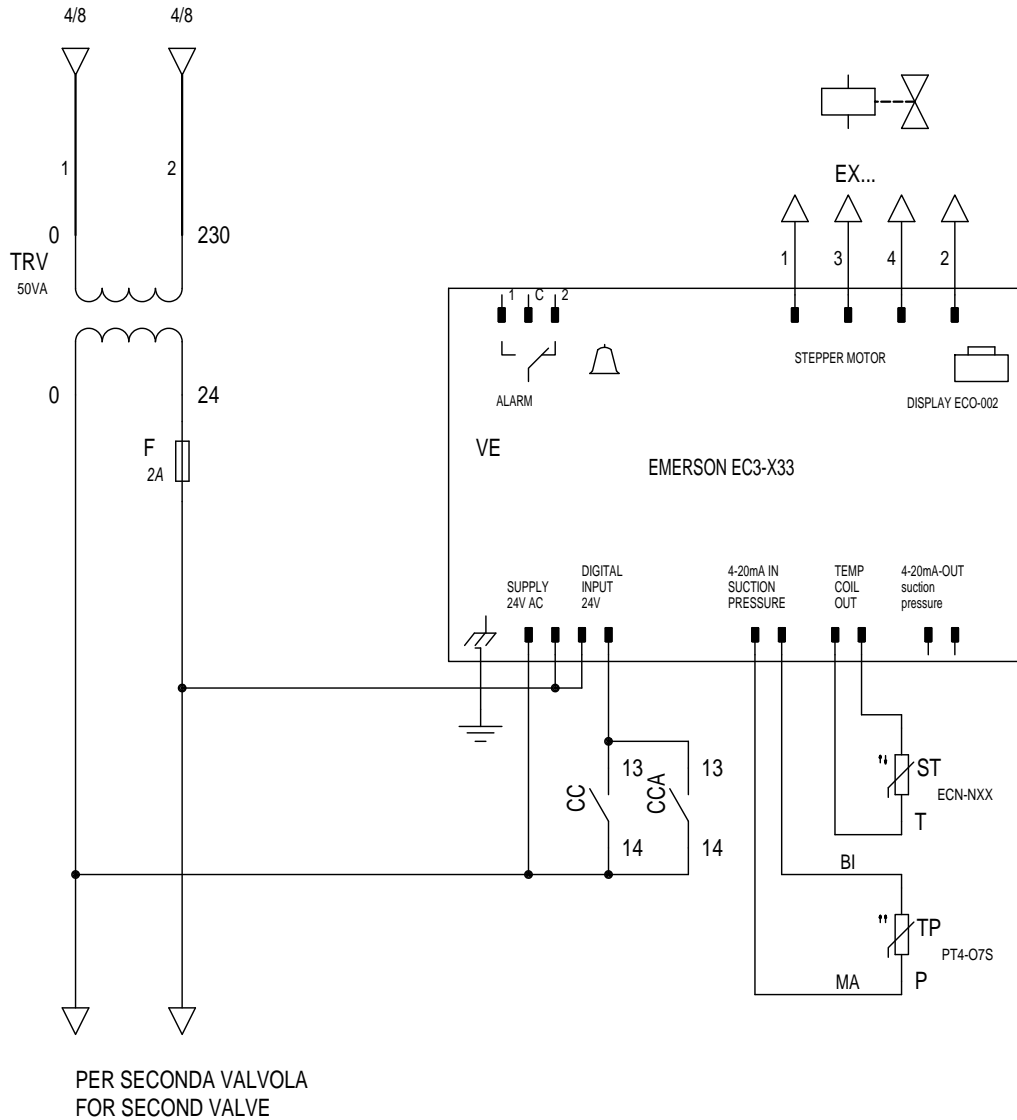 4/8
4/8
1
2
EX...
0
230
TRV
50VA
1
3
4
2
1
C
2
STEPPER MOTOR
ALARM
DISPLAY ECO-002
0
24
F
2A
VE
EMERSON EC3-X33
SUPPLY
24V AC
DIGITAL
INPUT
24V
4-20mA IN
SUCTION
PRESSURE
TEMP
COIL
OUT
4-20mA-OUT
suction
pressure
CC
13
14
CCA
13
14
ST
ECN-NXX
T
BI
TP
PT4-O7S
MA
P
PER SECONDA VALVOLA
FOR SECOND VALVE